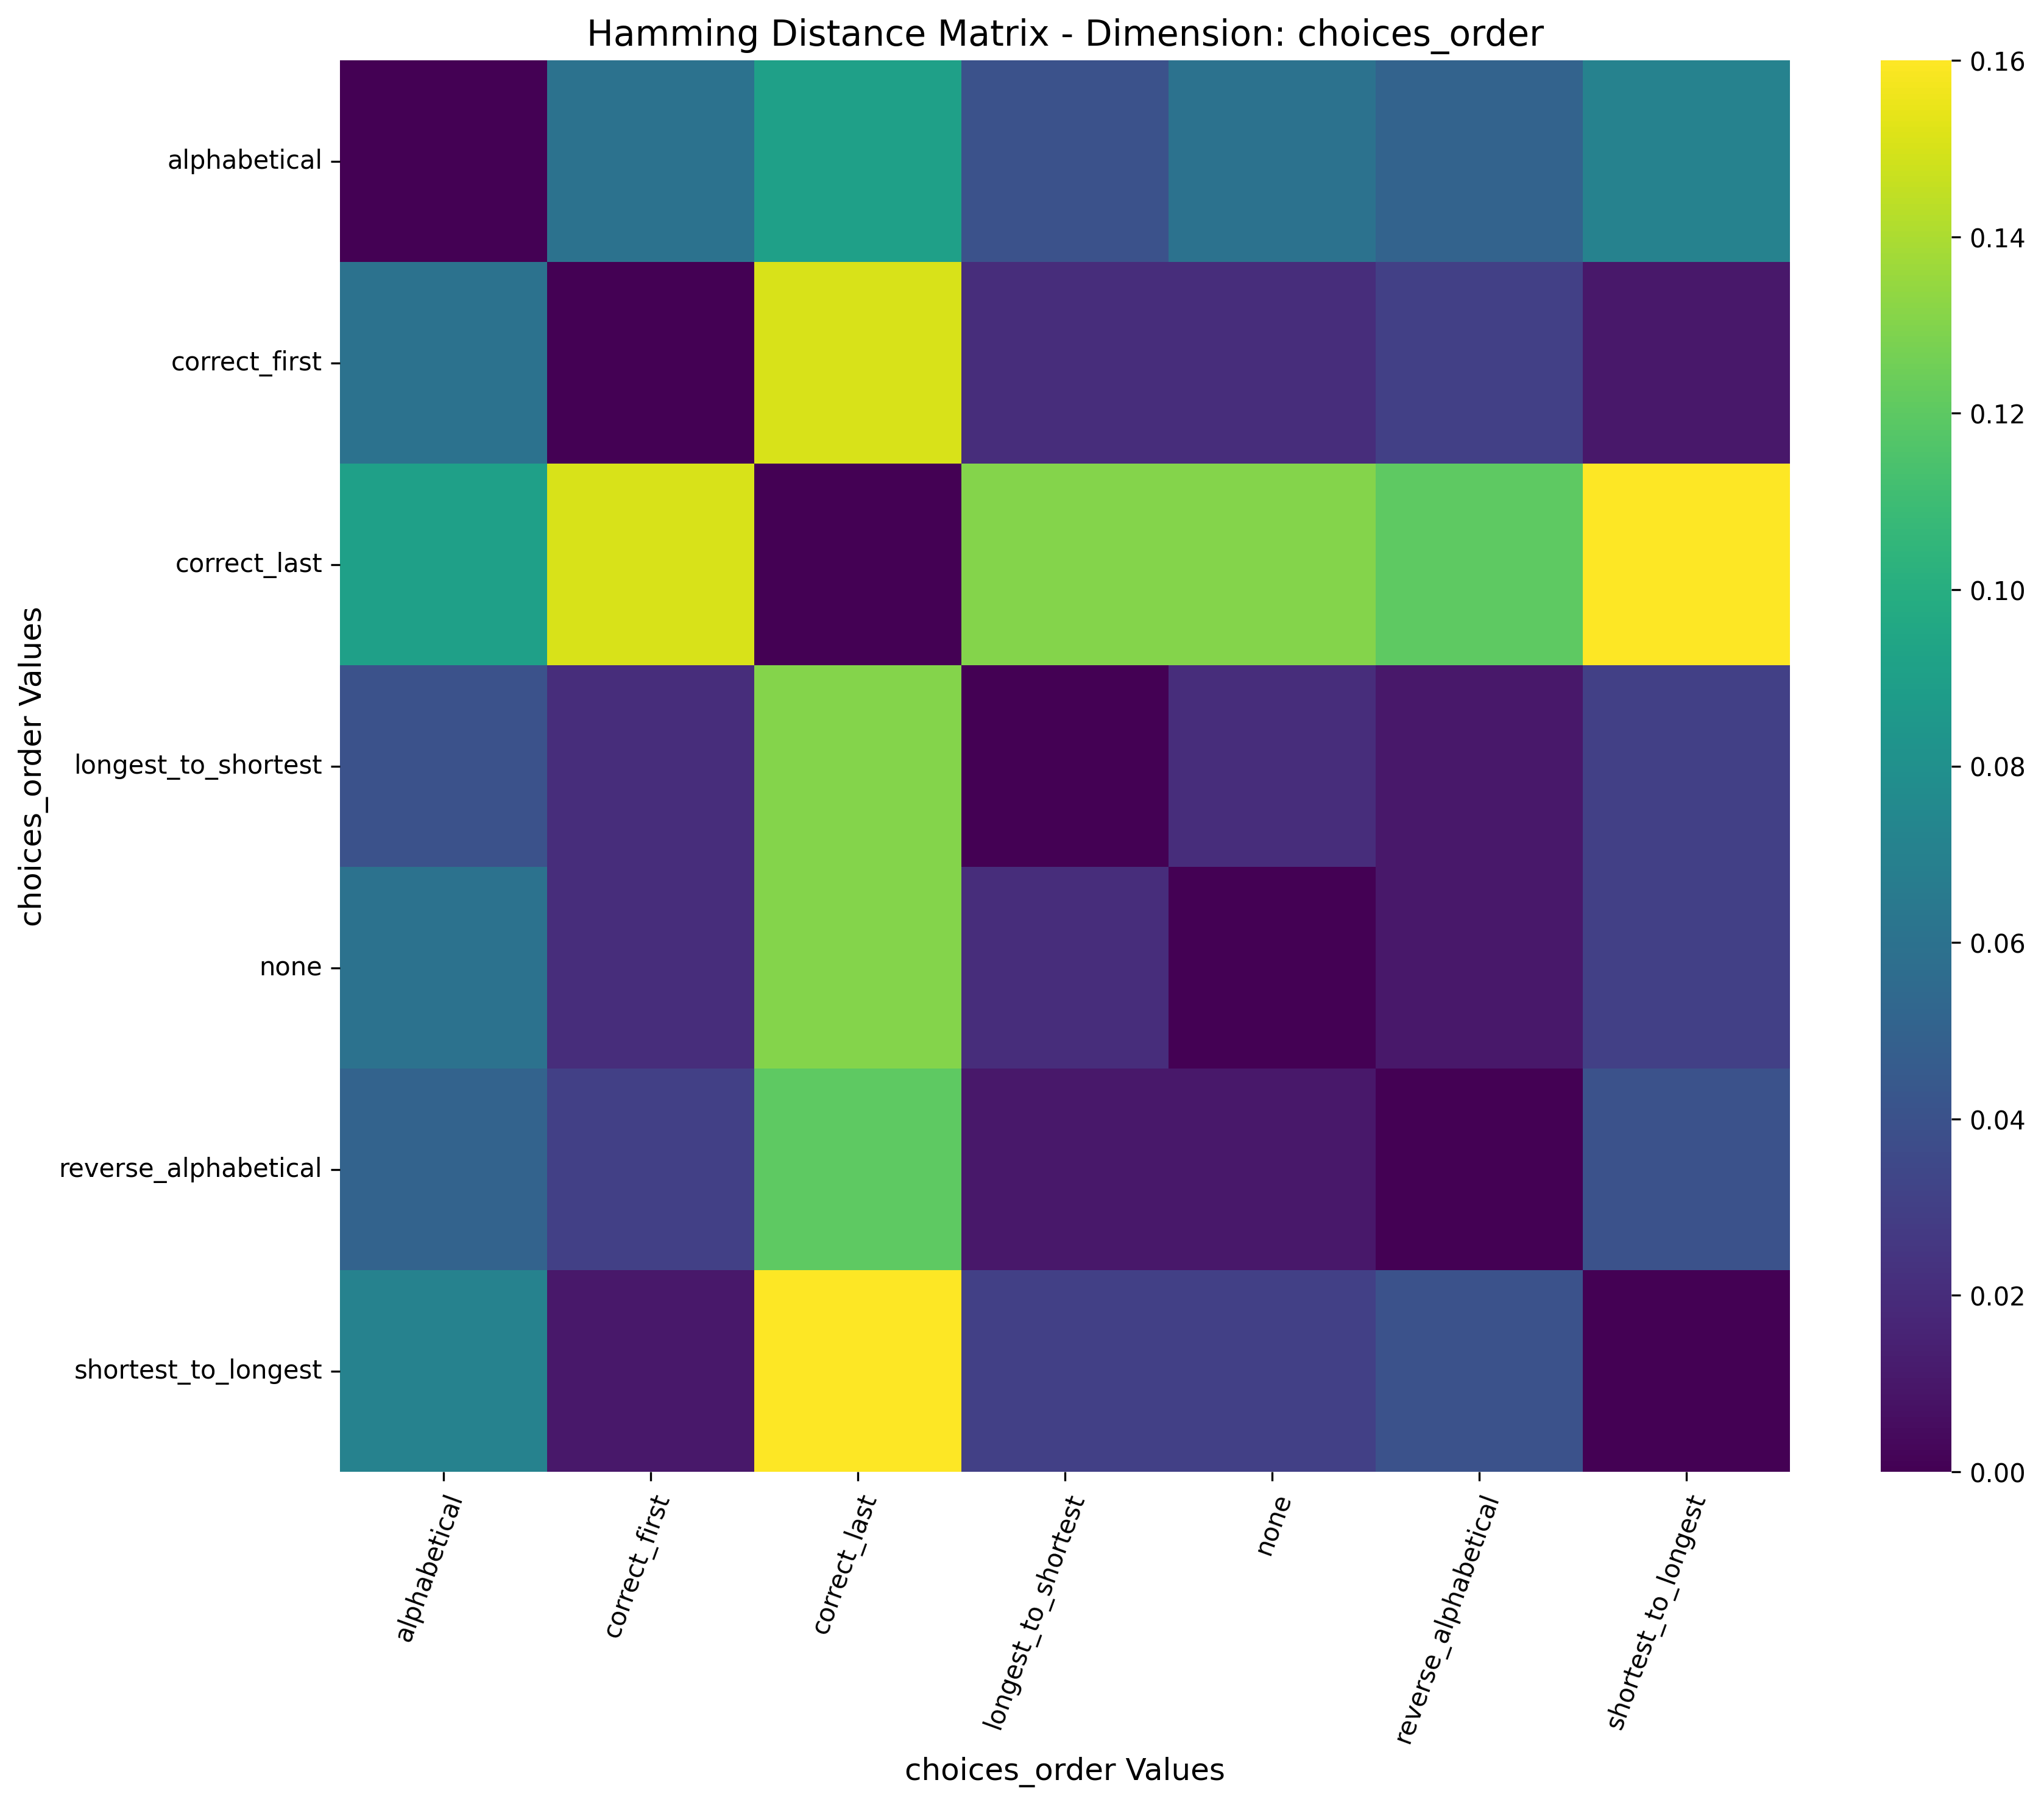 Hamming Distance Matrix - Dimension: choices_order
choices_order Values
alphabetical
correct_first
correct_last
longest_to_shortest
none
reverse_alphabetical
shortest_to_longest
alphabetical
correct_first
correct_last
longest_to_shortest
none
reverse_alphabetical
shortest_to_longest
choices_order Values
0.16
0.14
0.12
0.10
0.08
0.06
0.04
0.02
0.00